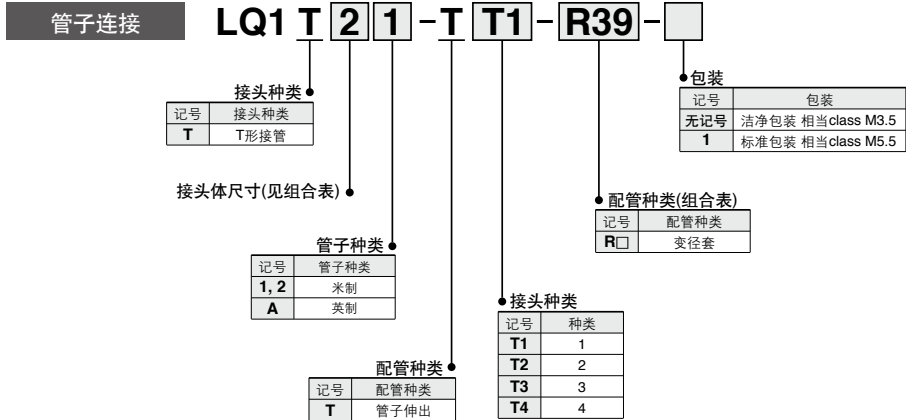 管子连接
LQ1 T 2 1 - T T1 - R39 - □
接头种类
记号 接头种类
T T形接管
包装
记号 包装
无记号 洁净包装 相当class M3.5
1 标准包装 相当class M5.5
接头体尺寸(见组合表)
配管种类(组合表)
记号 配管种类
R□ 变径套
管子种类
记号 管子种类
1, 2 米制
A 英制
接头种类
记号 种类
T1 1
T2 2
T3 3
T4 4
配管种类
记号 配管种类
T 管子伸出